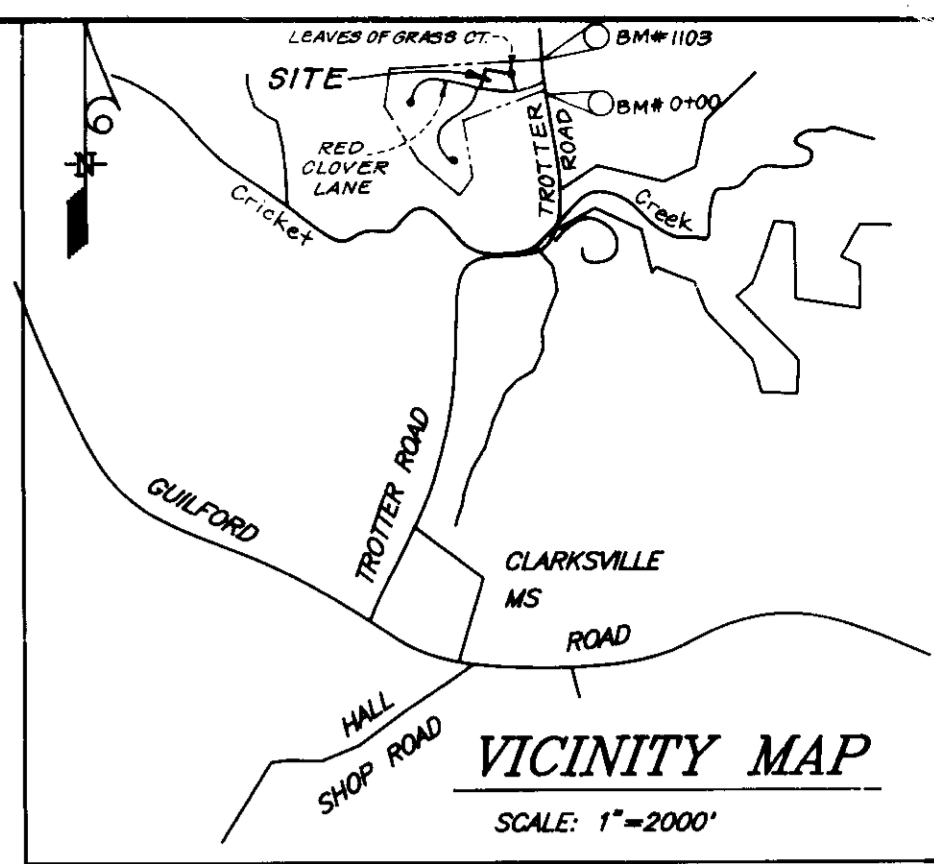 LEAVES OF GRASS CT.
BM# 1103
SITE
BM# 0+00
RED
CLOVER
LANE
TROTTER
ROAD
Cricket
Creek
N
GUILFORD
TROTTER ROAD
CLARKSVILLE
MS
ROAD
HALL
SHOP ROAD
VICINITY MAP
SCALE: 1"=2000'